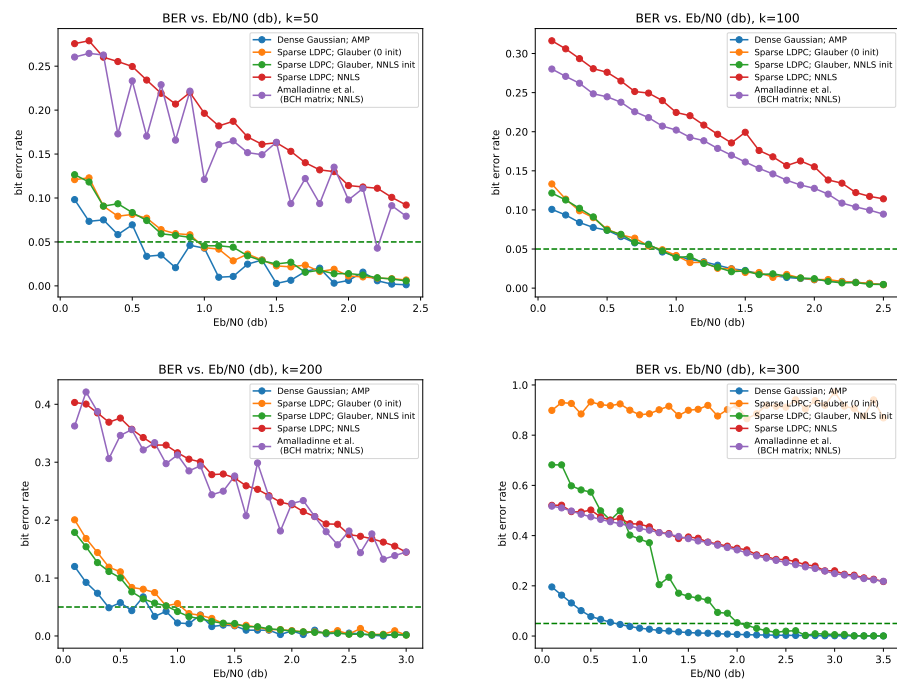 BER vs. Eb/N0 (db), k=50
bit error rate
0.25
0.20
0.15
0.10
0.05
0.00
Dense Gaussian; AMP
Sparse LDPC; Glauber (0 init)
Sparse LDPC; Glauber, NNLS init
Sparse LDPC; NNLS
Amalladinne et al.
(BCH matrix; NNLS)
0.0 0.5 1.0 1.5 2.0 2.5
Eb/N0 (db)
BER vs. Eb/N0 (db), k=100
bit error rate
0.30
0.25
0.20
0.15
0.10
0.05
0.00
Dense Gaussian; AMP
Sparse LDPC; Glauber (0 init)
Sparse LDPC; Glauber, NNLS init
Sparse LDPC; NNLS
Amalladinne et al.
(BCH matrix; NNLS)
0.0 0.5 1.0 1.5 2.0 2.5
Eb/N0 (db)
BER vs. Eb/N0 (db), k=200
bit error rate
0.4
0.3
0.2
0.1
0.0
Dense Gaussian; AMP
Sparse LDPC; Glauber (0 init)
Sparse LDPC; Glauber, NNLS init
Sparse LDPC; NNLS
Amalladinne et al.
(BCH matrix; NNLS)
0.0 0.5 1.0 1.5 2.0 2.5 3.0
Eb/N0 (db)
BER vs. Eb/N0 (db), k=300
bit error rate
1.0
0.8
0.6
0.4
0.2
0.0
Dense Gaussian; AMP
Sparse LDPC; Glauber (0 init)
Sparse LDPC; Glauber, NNLS init
Sparse LDPC; NNLS
Amalladinne et al.
(BCH matrix; NNLS)
0.0 0.5 1.0 1.5 2.0 2.5 3.0 3.5
Eb/N0 (db)